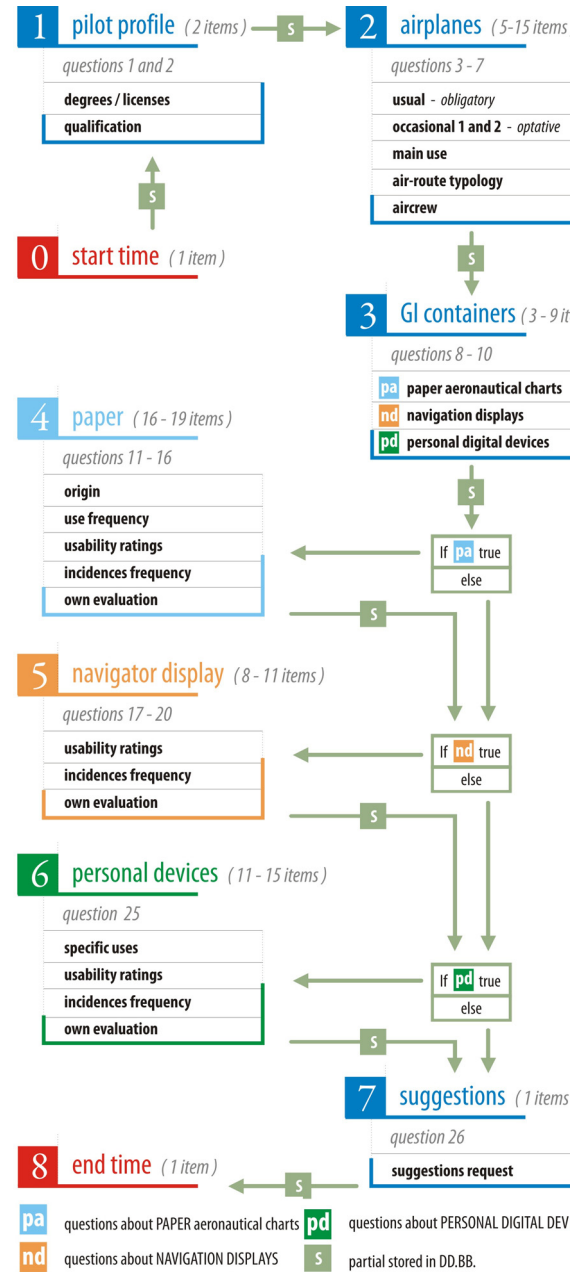 1 pilot profile ( 2 items )
S
2 airplanes ( 5-15 items
questions 1 and 2
degrees / licenses
qualification
questions 3 - 7
usual - obligatory
occasional 1 and 2 - optative
main use
air-route typology
aircrew
S
0 start time ( 1 item )
S
3 GI containers ( 3 - 9 it
questions 8 - 10
pa paper aeronautical charts
nd navigation displays
pd personal digital devices
4 paper ( 16 - 19 items )
questions 11 - 16
origin
use frequency
usability ratings
incidences frequency
own evaluation
S
If pa true
else
S
5 navigator display ( 8 - 11 items )
questions 17 - 20
usability ratings
incidences frequency
own evaluation
If nd true
else
S
6 personal devices ( 11 - 15 items )
question 25
specific uses
usability ratings
incidences frequency
own evaluation
If pd true
else
S
7 suggestions ( 1 items
question 26
suggestions request
8 end time ( 1 item )
S
pa questions about PAPER aeronautical charts
pd questions about PERSONAL DIGITAL DEV
nd questions about NAVIGATION DISPLAYS
S partial stored in DD.BB.